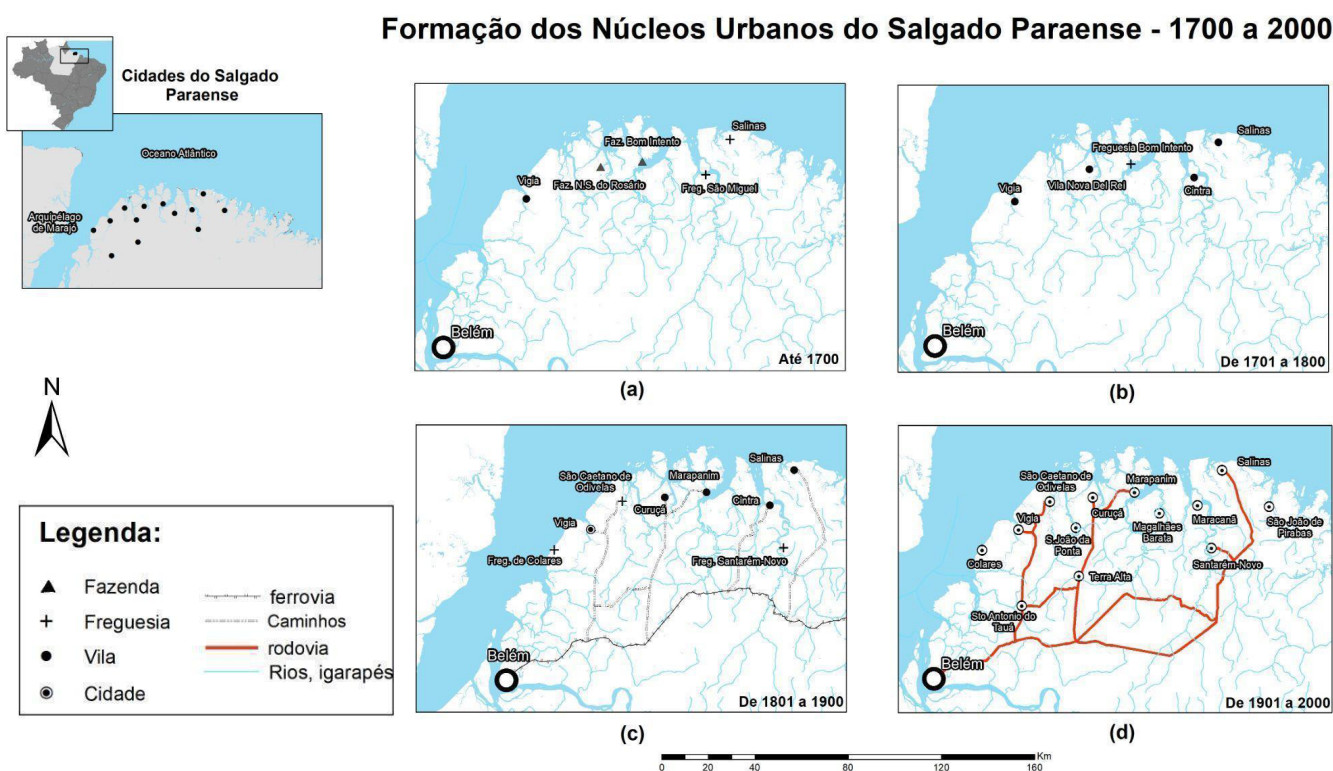 Formação dos Núcleos Urbanos do Salgado Paraense - 1700 a 2000
Cidades do Salgado
Paraense
Oceano Atlântico
Arquipélago
de Marajó
N
Legenda:
Fazenda
Freguesia
Vila
Cidade
ferrovia
Caminhos
rodovia
Rios, igarapés
Salinas
Faz. Bom Intento
Faz. N.S. do Rosário
Freg. São Miguel
Vigia
Belém
Até 1700
(a)
Salinas
Freguesia Bom Intento
Vila Nova Del Rei
Cintra
Vigia
Belém
De 1701 a 1800
(b)
Salinas
São Caetano de
Odivelas
Marapanim
Curuçá
Cintra
Vigia
Freg. de Colares
Freg. Santarém-Novo
Belém
De 1801 a 1900
(c)
Salinas
São Caetano de
Odivelas
Marapanim
Vigia
Curuçá
S.João da
Ponta
Magalhães
Barata
Maracanã
São João de
Pirabas
Colares
Santarém-Novo
Terra Alta
Sto Antonio do
Tauá
Belém
De 1901 a 2000
(d)
Km
0 20 40 80 120 160